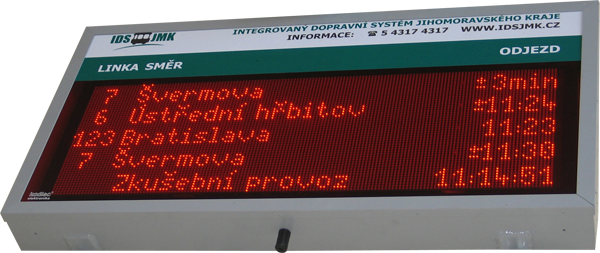 IDS JMK
INTEGROVANÝ DOPRAVNÍ SYSTÉM JIHOMORAVSKÉHO KRAJE
INFORMACE: ☎ 5 4317 4317 WWW.IDSJMK.CZ
LINKA SMĚR ODJEZD
7 Švermova ±3min
6 Ústřední hřbitov ±11:24
123 Bratislava 11:23
7 Švermova ±11:30
Zkušební provoz 11:14:51
bodlec
elektronika